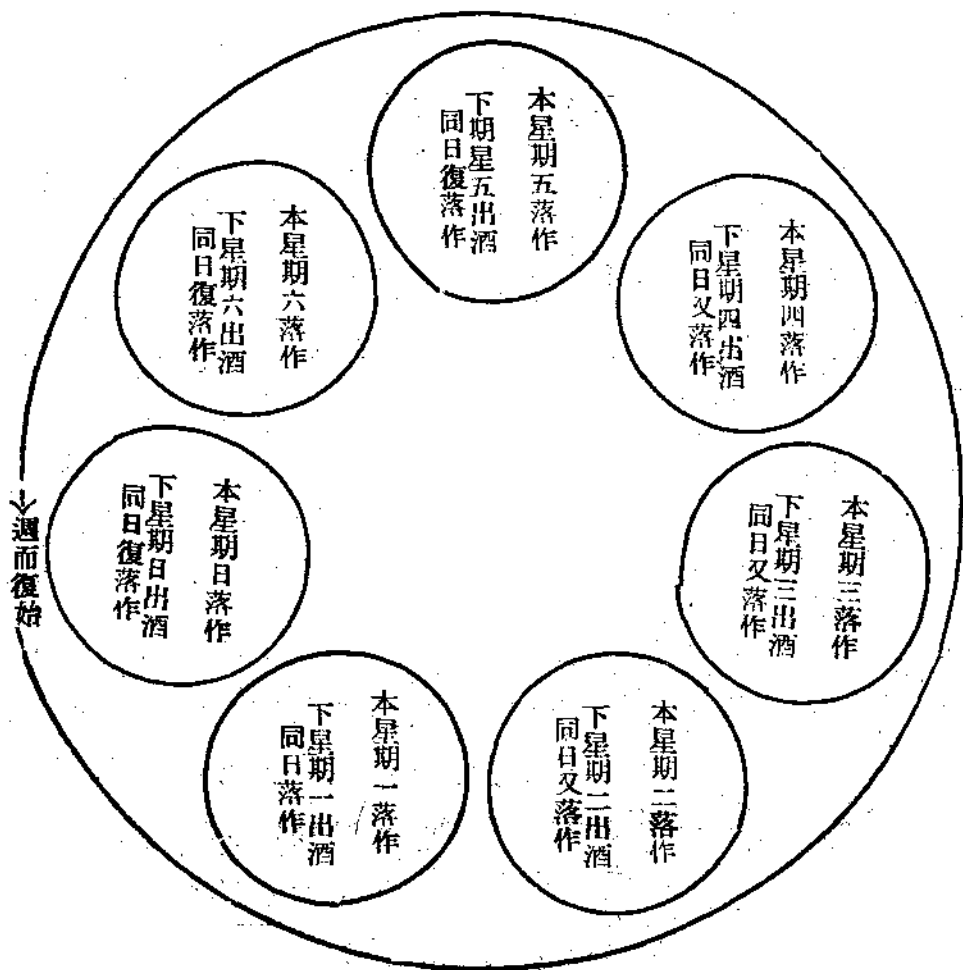 本星期五落作
下期星五出酒
同日復落作
本星期四落作
下星期四出酒
同日又落作
本星期三落作
下星期三出酒
同日又落作
本星期二落作
下星期二出酒
同日又落作
本星期一落作
下星期一出酒
同日落作
本星期日落作
下星期日出酒
同日復落作
本星期六落作
下星期六出酒
同日復落作
週而復始